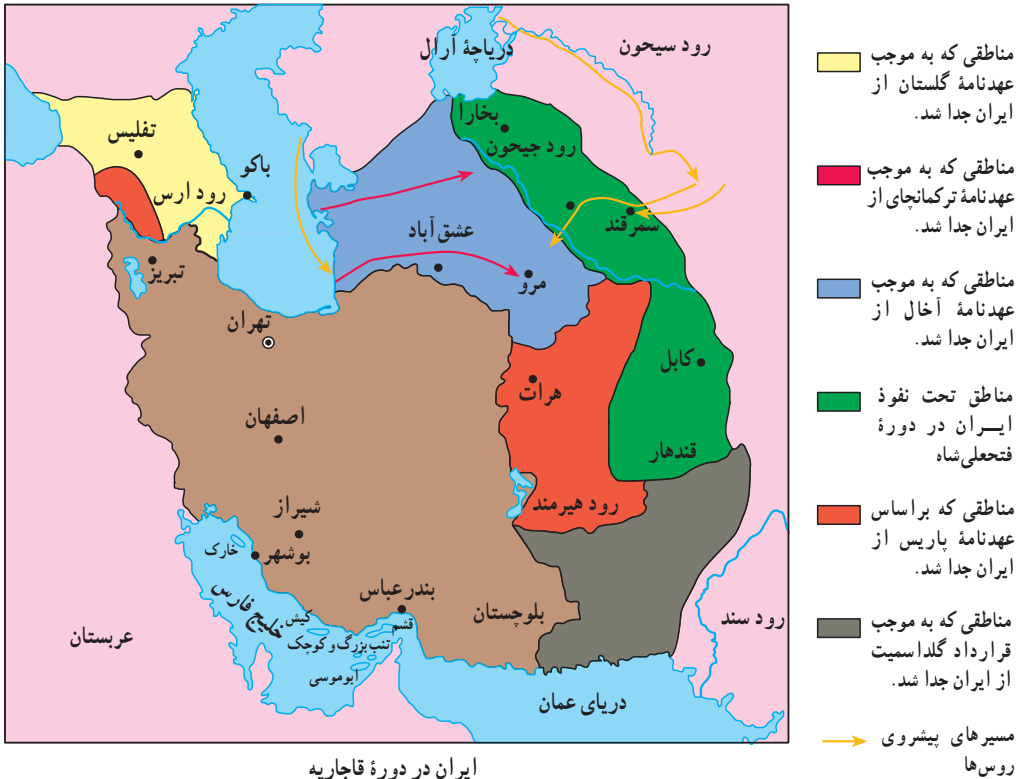 دریاچهٔ آرال
رود سیحون
بخارا
رود جیحون
سمرقند
تفلیس
باکو
رود ارس
عشق‌آباد
مرو
تبریز
تهران
کابل
هرات
اصفهان
قندهار
رود هیرمند
شیراز
بوشهر
خارک
خلیج فارس
بندرعباس
بلوچستان
کیش
قشم
تنب‌بزرگ و کوچک
ابوموسی
عربستان
رود سند
دریای عمان
مناطقی که به موجب
عهدنامهٔ گلستان از
ایران جدا شد.
مناطقی که به موجب
عهدنامهٔ ترکمانچای از
ایران جدا شد.
مناطقی که به موجب
عهدنامهٔ آخال از
ایران جدا شد.
مناطق تحت نفوذ
ایــران در دورهٔ
فتحعلی‌شاه
مناطقی که براساس
عهدنامهٔ پاریس از
ایران جدا شد.
مناطقی که به موجب
قرارداد گلداسمیت
از ایران جدا شد.
مسیرهای پیشروی
روس‌ها
ایران در دورهٔ قاجاریه